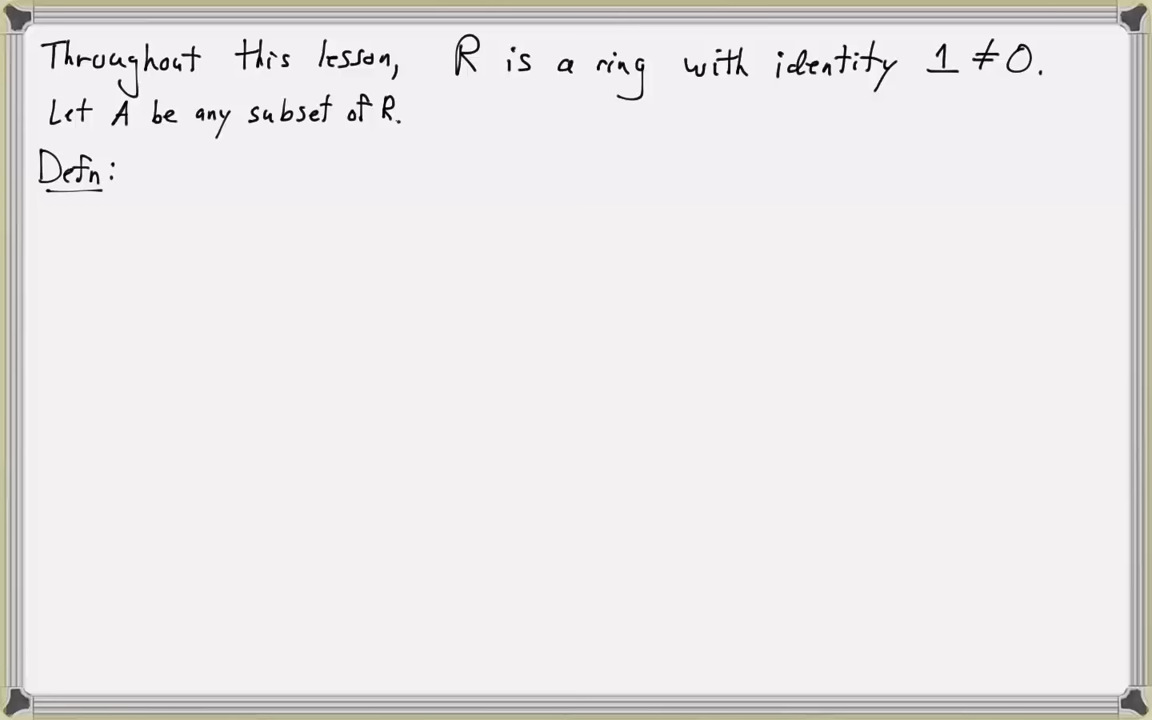 Throughout this lesson, R is a ring with identity 1 ≠ 0.
Let A be any subset of R.
Defn: